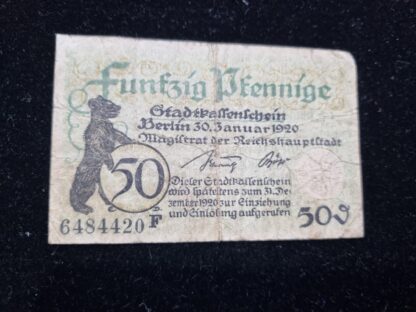 Funfzig Pfennige
Stadtkassenschein
Berlin 30. Januar 1920
Magistrat der Reichshauptstadt
50
Dieser Stadtkassenschein
wird spätestens zum 31. De-
zember 1920 zur Einziehung
und Einlösung aufgerufen
6484420 F
50₰